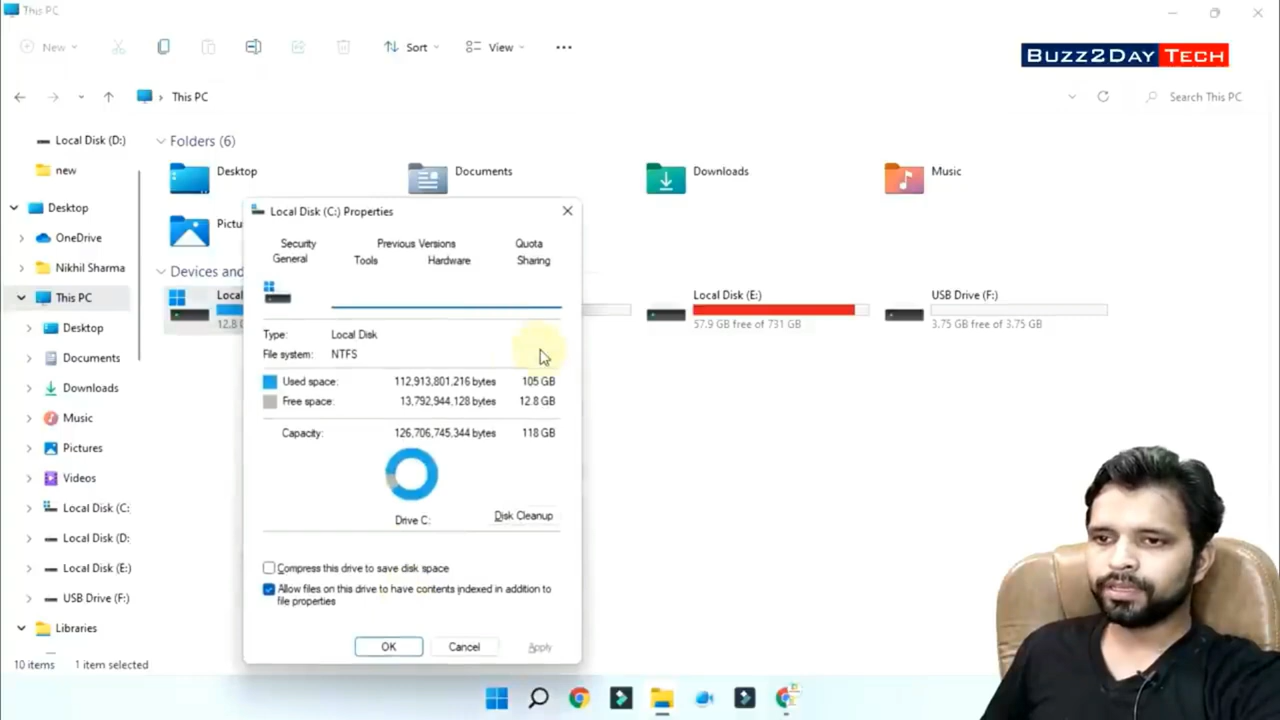 This PC
New
Sort
View
Buzz2Day Tech
This PC
Search This PC
Local Disk (D:)
new
Desktop
OneDrive
Nikhil Sharma
This PC
Desktop
Documents
Downloads
Music
Pictures
Videos
Local Disk (C:
Local Disk (D:
Local Disk (E:)
USB Drive (F:)
Libraries
10 items
1 item selected
Folders (6)
Desktop
Documents
Downloads
Music
Pictu
Devices and
Local
12.8 G
Local Disk (E:)
57.9 GB free of 731 GB
USB Drive (F:)
3.75 GB free of 3.75 GB
Local Disk (C:) Properties
Security
Previous Versions
Quota
General
Tools
Hardware
Sharing
Type: Local Disk
File system: NTFS
Used space: 112,913,801,216 bytes 105 GB
Free space: 13,792,944,128 bytes 12.8 GB
Capacity: 126,706,745,344 bytes 118 GB
Drive C:
Disk Cleanup
Compress this drive to save disk space
Allow files on this drive to have contents indexed in addition to
file properties
OK
Cancel
Apply